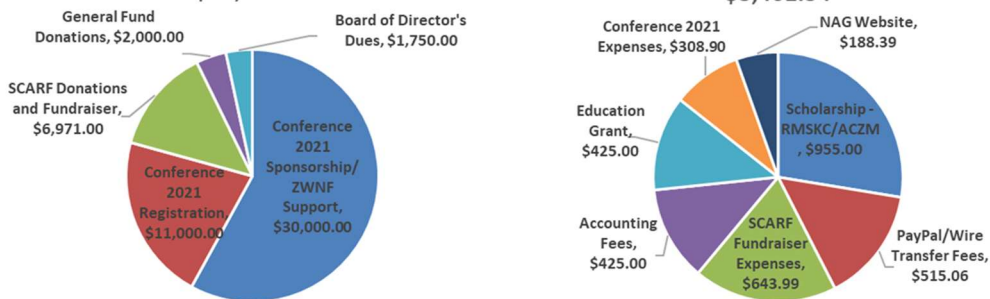 General Fund
Donations, $2,000.00
Board of Director's
Dues, $1,750.00
SCARF Donations
and Fundraiser,
$6,971.00
Conference
2021
Registration,
$11,000.00
Conference
2021
Sponsorship/
ZWNF
Support,
$30,000.00
Conference 2021
Expenses, $308.90
NAG Website,
$188.39
Education
Grant,
$425.00
Scholarship -
RMSKC/ACZM
, $955.00
Accounting
Fees,
$425.00
SCARF
Fundraiser
Expenses,
$643.99
PayPal/Wire
Transfer Fees,
$515.06